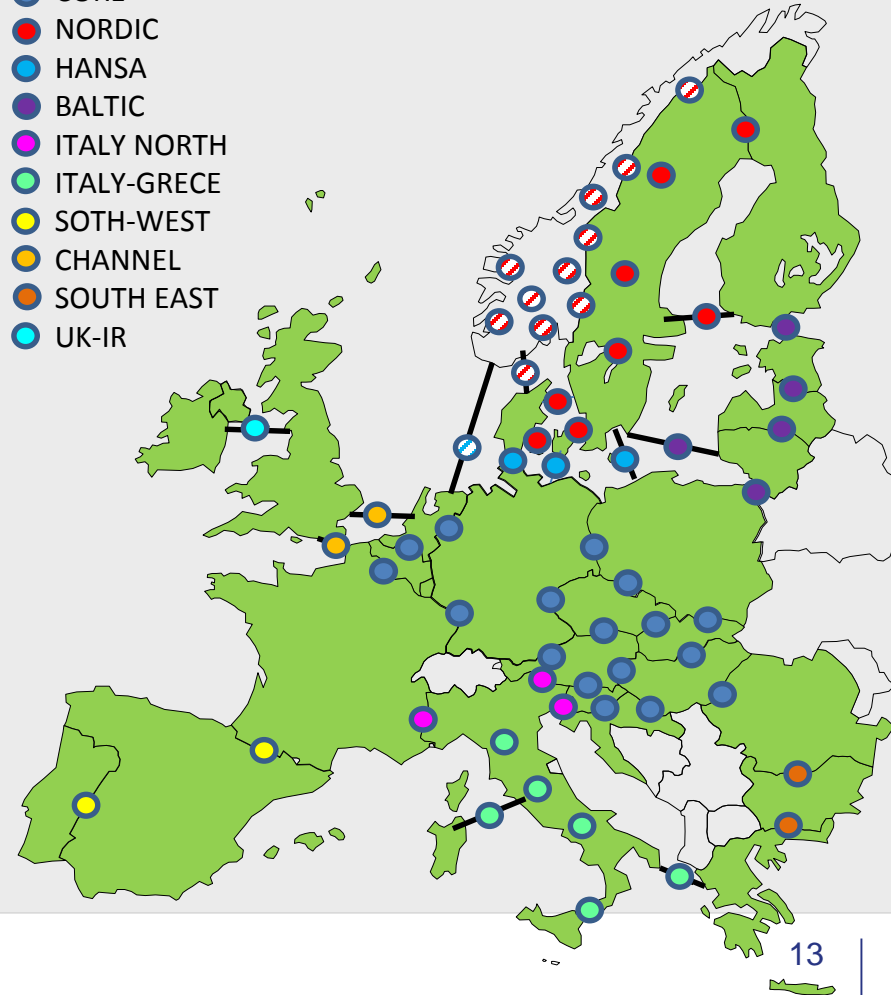 NORDIC
HANSA
BALTIC
ITALY NORTH
ITALY-GRECE
SOTH-WEST
CHANNEL
SOUTH EAST
UK-IR
13